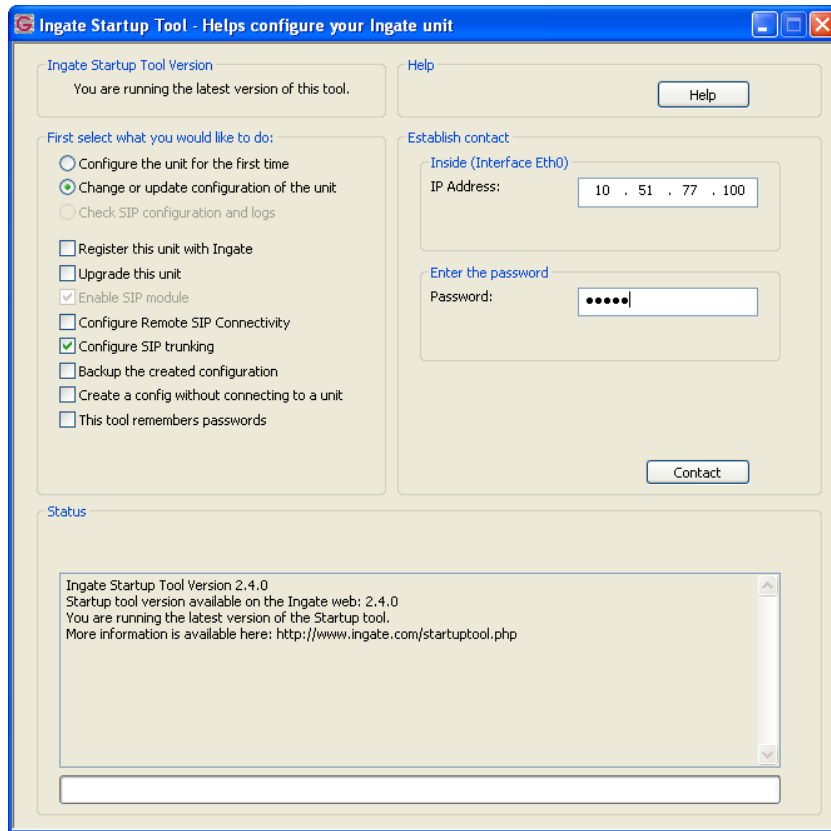 Ingate Startup Tool - Helps configure your Ingate unit
Ingate Startup Tool Version
You are running the latest version of this tool.
Help
Help
First select what you would like to do:
Configure the unit for the first time
Change or update configuration of the unit
Check SIP configuration and logs
Register this unit with Ingate
Upgrade this unit
Enable SIP module
Configure Remote SIP Connectivity
Configure SIP trunking
Backup the created configuration
Create a config without connecting to a unit
This tool remembers passwords
Establish contact
Inside (Interface Eth0)
IP Address: 10 . 51 . 77 . 100
Enter the password
Password: •••••
Contact
Status
Ingate Startup Tool Version 2.4.0
Startup tool version available on the Ingate web: 2.4.0
You are running the latest version of the Startup tool.
More information is available here: http://www.ingate.com/startuptool.php